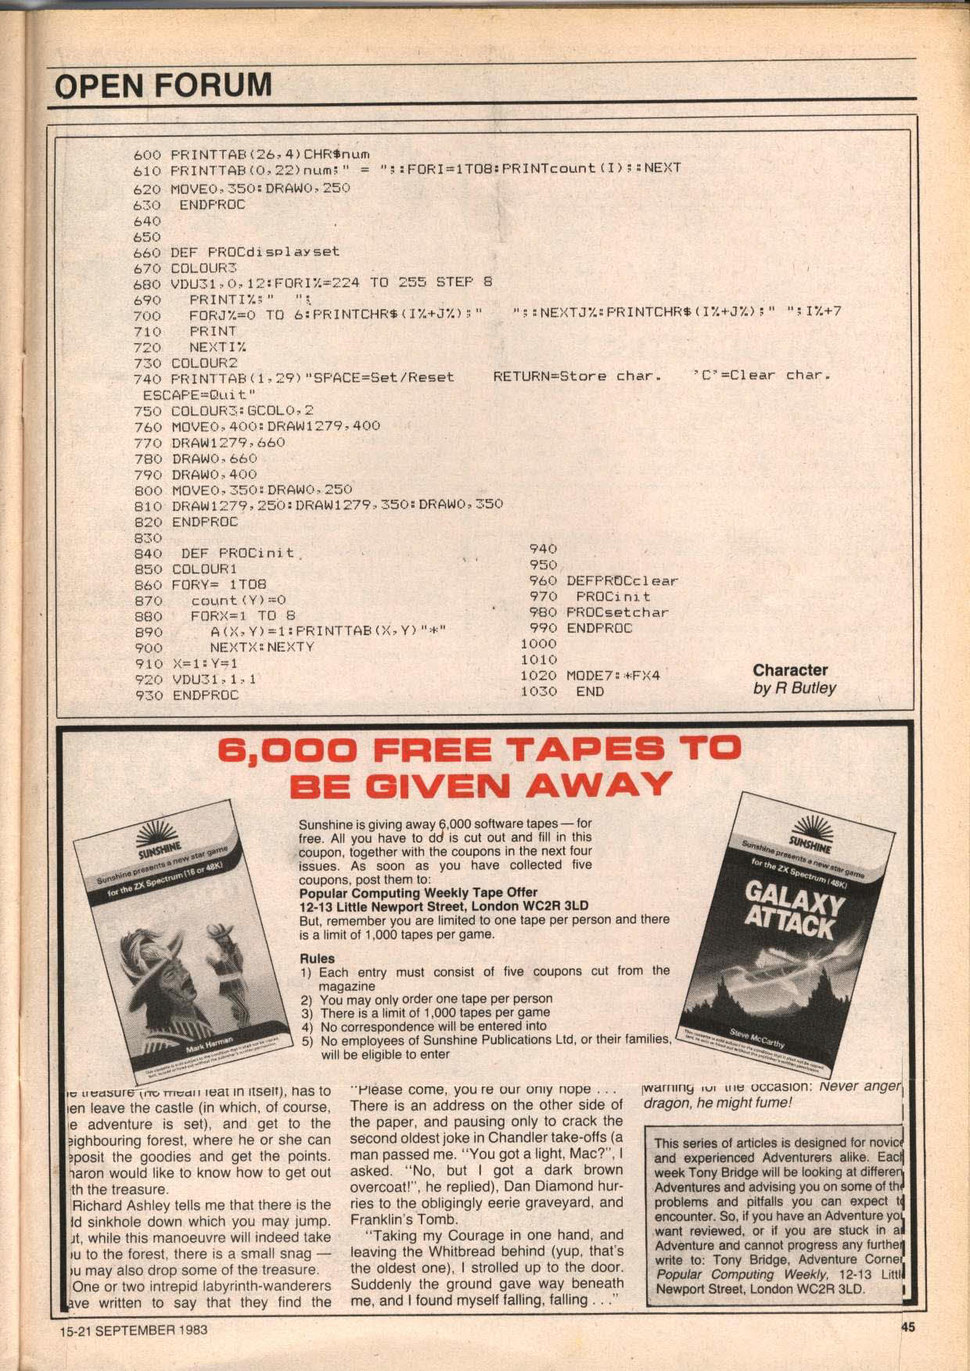 OPEN FORUM
600 PRINTTAB(26,4)CHR$num
610 PRINTTAB(0,22)num;" = ";:FORI=1TO8:PRINTcount(I);:NEXT
620 MOVE0,350:DRAW0,250
630  ENDPROC
640
650
660 DEF PROCdisplayset
670 COLOUR3
680 VDU31,0,12:FORI%=224 TO 255 STEP 8
690   PRINTI%;"  ";
700   FORJ%=0 TO 6:PRINTCHR$(I%+J%);"   ";:NEXTJ%:PRINTCHR$(I%+J%);" ";I%+7
710   PRINT
720   NEXTI%
730 COLOUR2
740 PRINTTAB(1,29)"SPACE=Set/Reset    RETURN=Store char.   'C'=Clear char.
ESCAPE=Quit"
750 COLOUR3:GCOL0,2
760 MOVE0,400:DRAW1279,400
770 DRAW1279,660
780 DRAW0,660
790 DRAW0,400
800 MOVE0,350:DRAW0,250
810 DRAW1279,250:DRAW1279,350:DRAW0,350
820 ENDPROC
830
840  DEF PROCinit
850 COLOUR1
860 FORY= 1TO8
870   count(Y)=0
880   FORX=1 TO 8
890     A(X,Y)=1:PRINTTAB(X,Y)"*"
900     NEXTX:NEXTY
910 X=1:Y=1
920 VDU31,1,1
930 ENDPROC
940
950
960 DEFPROCclear
970  PROCinit
980 PROCsetchar
990 ENDPROC
1000
1010
1020 MODE7:*FX4
1030  END
Character
by R Butley
6,000 FREE TAPES TO
BE GIVEN AWAY
SUNSHINE
Sunshine presents a new star game
for the ZX Spectrum (16 or 48K)
Mark Harman
Sunshine is giving away 6,000 software tapes — for
free. All you have to do is cut out and fill in this
coupon, together with the coupons in the next four
issues. As soon as you have collected five
coupons, post them to:
Popular Computing Weekly Tape Offer
12-13 Little Newport Street, London WC2R 3LD
But, remember you are limited to one tape per person and there
is a limit of 1,000 tapes per game.
Rules
1) Each entry must consist of five coupons cut from the
magazine
2) You may only order one tape per person
3) There is a limit of 1,000 tapes per game
4) No correspondence will be entered into
5) No employees of Sunshine Publications Ltd, or their families,
will be eligible to enter
SUNSHINE
Sunshine presents a new star game
for the ZX Spectrum (48K)
GALAXY
ATTACK
Steve McCarthy
e treasure (no mean feat in itself), has to
en leave the castle (in which, of course,
e adventure is set), and get to the
eighbouring forest, where he or she can
eposit the goodies and get the points.
haron would like to know how to get out
th the treasure.
Richard Ashley tells me that there is the
ld sinkhole down which you may jump.
ut, while this manoeuvre will indeed take
ou to the forest, there is a small snag —
ou may also drop some of the treasure.
One or two intrepid labyrinth-wanderers
ave written to say that they find the
"Please come, you're our only hope . . .
There is an address on the other side of
the paper, and pausing only to crack the
second oldest joke in Chandler take-offs (a
man passed me. "You got a light, Mac?", I
asked. "No, but I got a dark brown
overcoat!", he replied), Dan Diamond hur-
ries to the obligingly eerie graveyard, and
Franklin's Tomb.
"Taking my Courage in one hand, and
leaving the Whitbread behind (yup, that's
the oldest one), I strolled up to the door.
Suddenly the ground gave way beneath
me, and I found myself falling, falling . . ."
warning for the occasion: Never anger
dragon, he might fume!
This series of articles is designed for novice
and experienced Adventurers alike. Each
week Tony Bridge will be looking at different
Adventures and advising you on some of the
problems and pitfalls you can expect to
encounter. So, if you have an Adventure you
want reviewed, or if you are stuck in an
Adventure and cannot progress any further,
write to: Tony Bridge, Adventure Corner
Popular Computing Weekly, 12-13 Little
Newport Street, London WC2R 3LD.
15-21 SEPTEMBER 1983
45